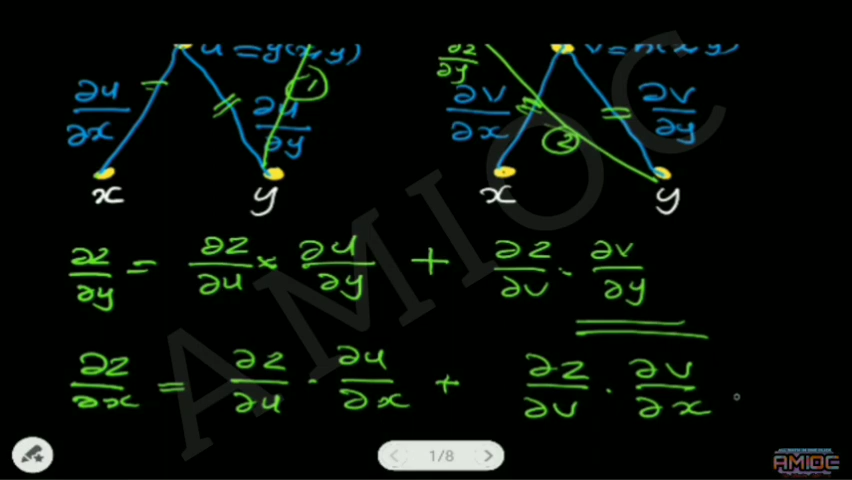 u = g(x, y)
∂z/∂y v = h(x, y)
∂u/∂x ∂u/∂y ① ∂v/∂x ② ∂v/∂y
x y x y
∂z/∂y = ∂z/∂u × ∂u/∂y + ∂z/∂v · ∂v/∂y
∂z/∂x = ∂z/∂u · ∂u/∂x + ∂z/∂v · ∂v/∂x
AMIOC
1/8
AMIOC